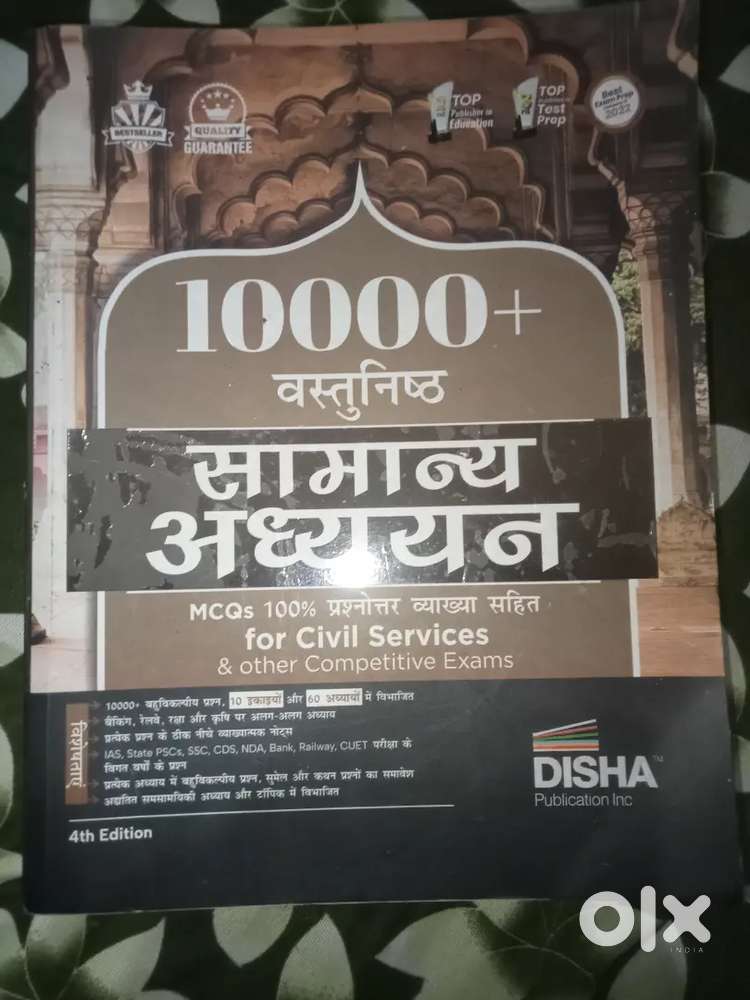 BESTSELLER
QUALITY
GUARANTEE
TOP
Publisher in
Education
TOP
Test
Prep
Best
Exam Prep
2022
10000+
वस्तुनिष्ठ
सामान्य
अध्ययन
MCQs 100% प्रश्नोत्तर व्याख्या सहित
for Civil Services
& other Competitive Exams
विशेषताएं
10000+ बहुविकल्पीय प्रश्न, 10 इकाइयों और 60 अध्यायों में विभाजित
बैंकिंग, रेलवे, रक्षा और कृषि पर अलग-अलग अध्याय
प्रत्येक प्रश्न के ठीक नीचे व्याख्यात्मक नोट्स
IAS, State PSCs, SSC, CDS, NDA, Bank, Railway, CUET परीक्षा के
विगत वर्षों के प्रश्न
प्रत्येक अध्याय में बहुविकल्पीय प्रश्न, सुमेल और कथन प्रश्नों का समावेश
अद्यतित समसामयिकी अध्याय और टॉपिक में विभाजित
4th Edition
DISHA™
Publication Inc
olx
INDIA